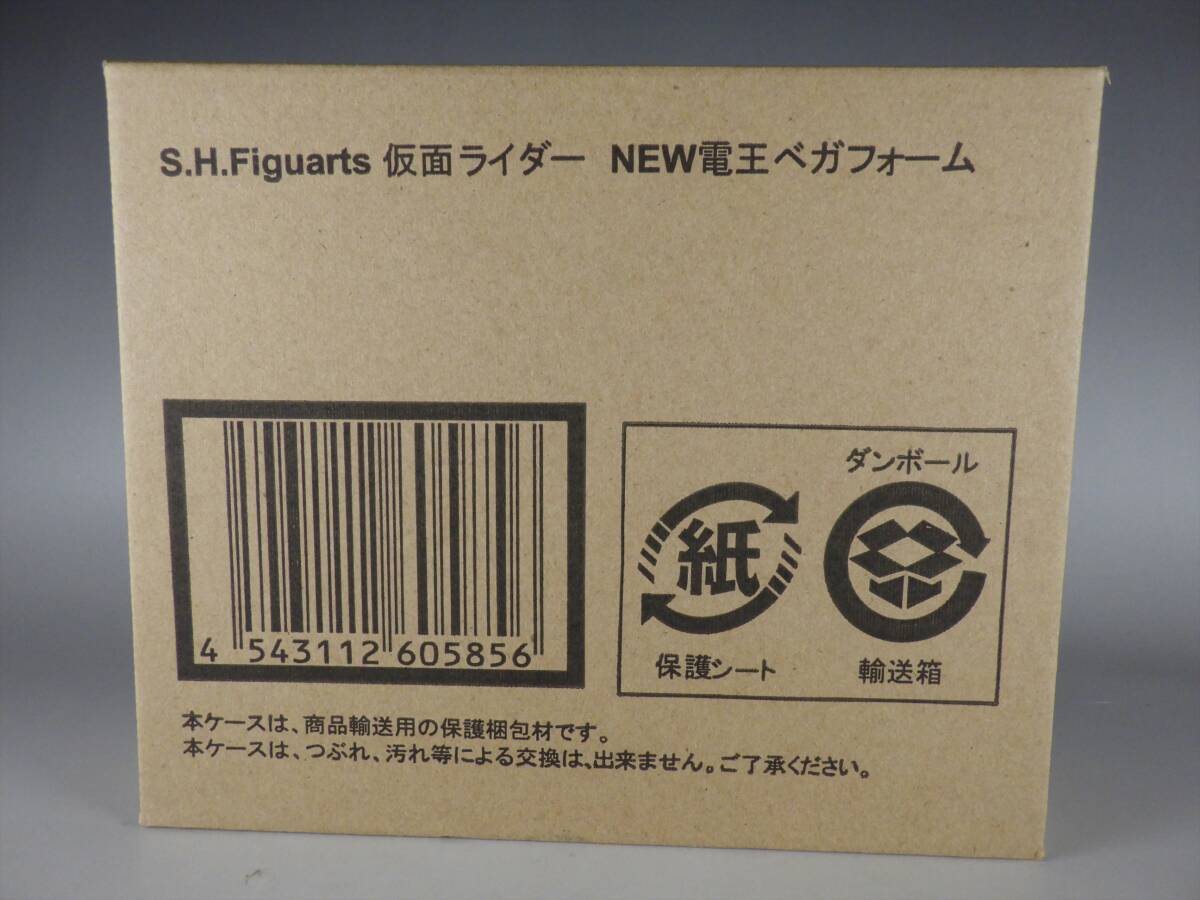 S.H.Figuarts 仮面ライダー　NEW電王ベガフォーム
4 543112 605856
ダンボール
紙
保護シート
輸送箱
本ケースは、商品輸送用の保護梱包材です。
本ケースは、つぶれ、汚れ等による交換は、出来ません。ご了承ください。